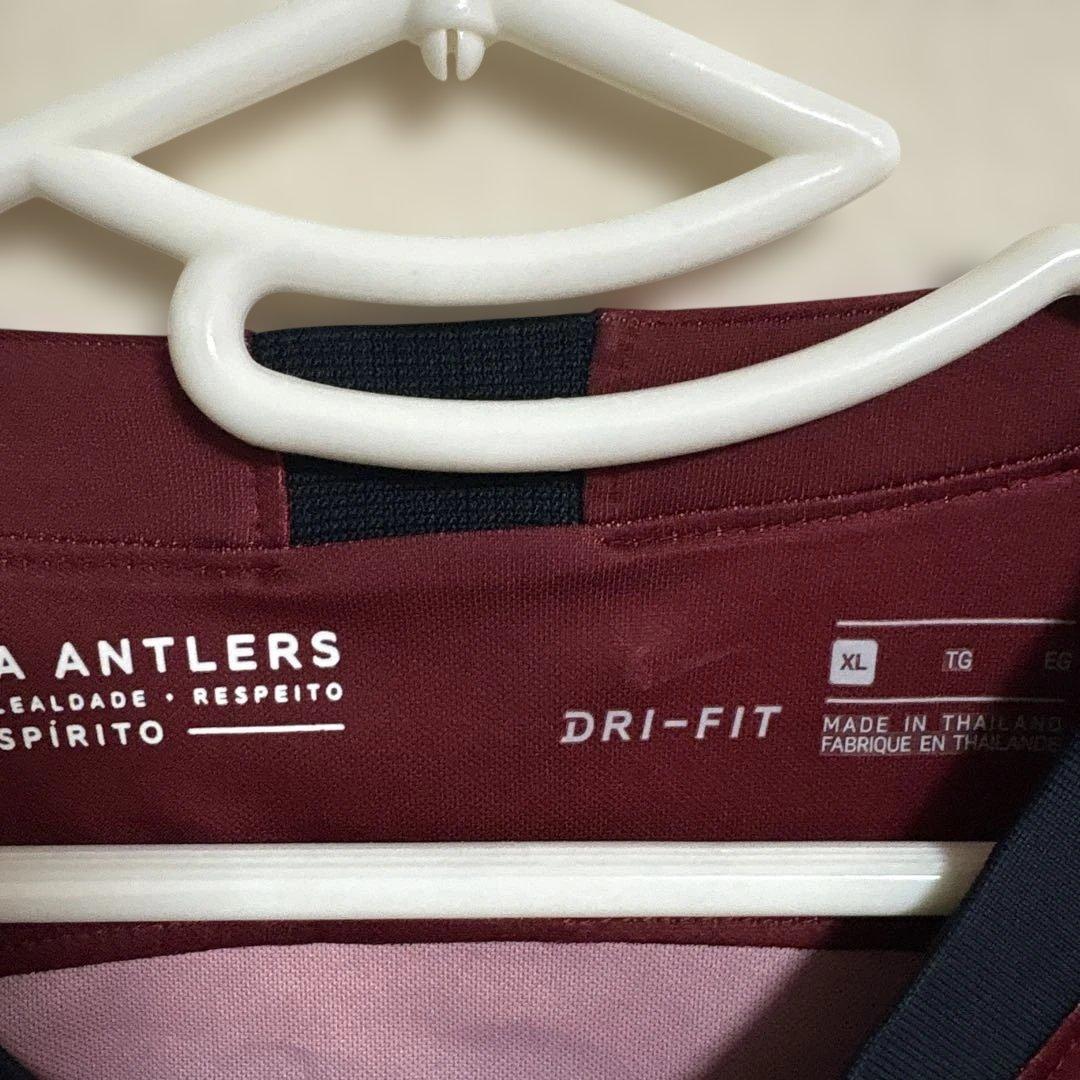 A ANTLERS
LEALDADE · RESPEITO
SPÍRITO
DRI-FIT
XL TG EG
MADE IN THAILAND
FABRIQUE EN THAILANDE